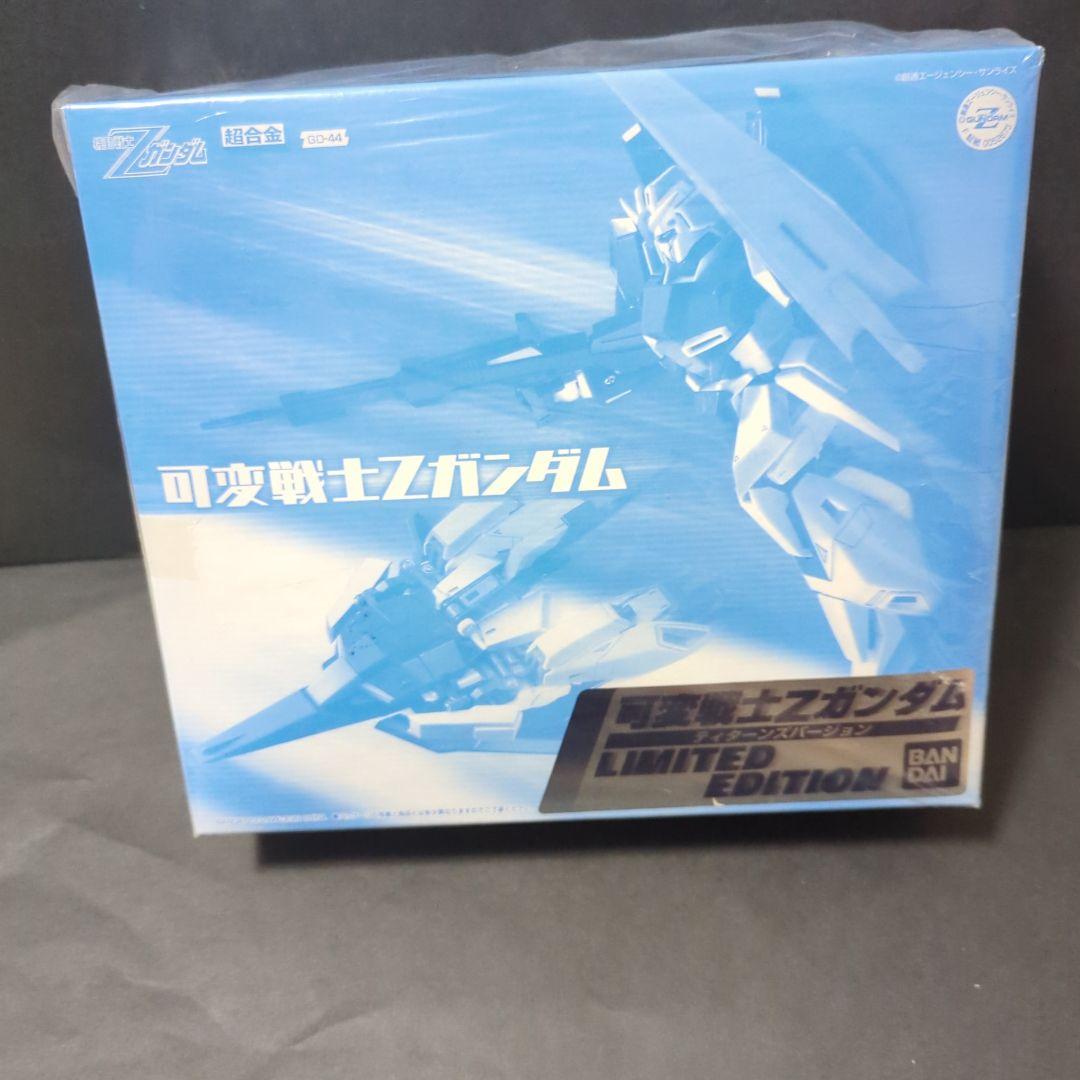 ©創通エージェンシー・サンライズ
機動戦士
Zガンダム
超合金
GD-44
Z
GUNDAM
可変戦士Zガンダム
可変戦士Zガンダム
ティターンズバージョン
LIMITED
EDITION
BAN
DAI